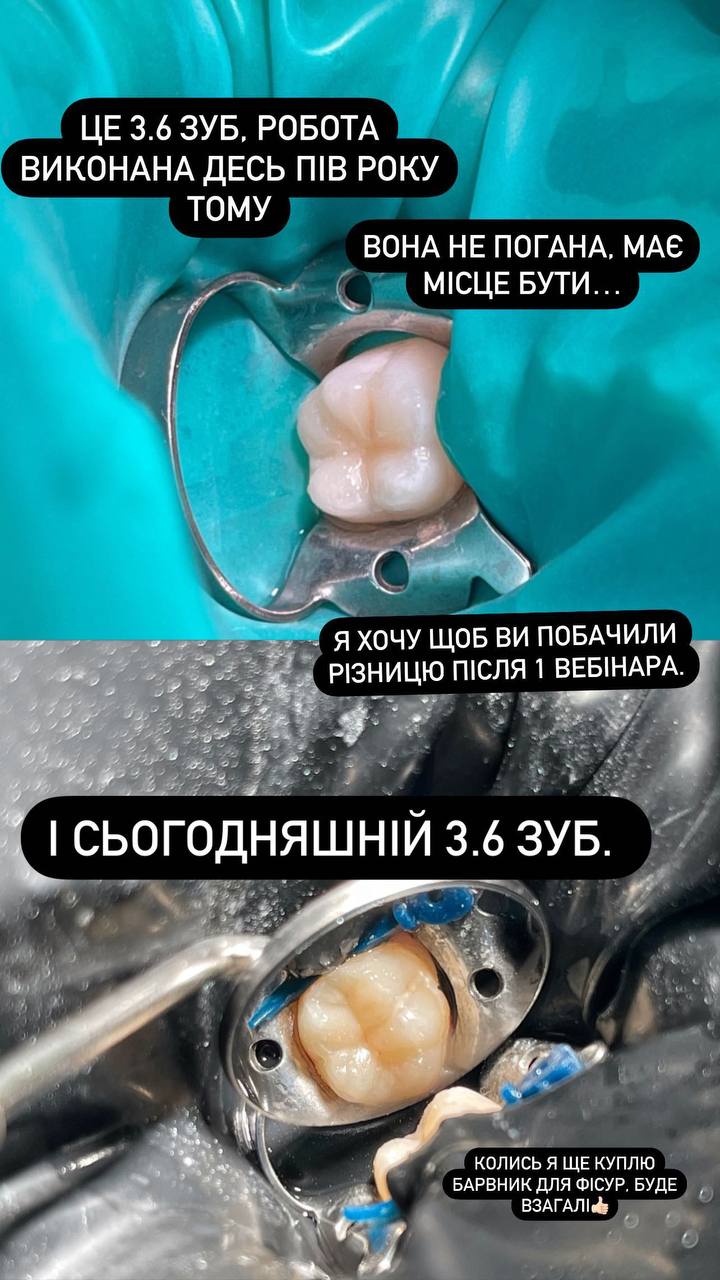 ЦЕ 3.6 ЗУБ, РОБОТА
ВИКОНАНА ДЕСЬ ПІВ РОКУ
ТОМУ
ВОНА НЕ ПОГАНА, МАЄ
МІСЦЕ БУТИ...
Я ХОЧУ ЩОБ ВИ ПОБАЧИЛИ
РІЗНИЦЮ ПІСЛЯ 1 ВЕБІНАРА.
І СЬОГОДНЯШНІЙ 3.6 ЗУБ.
КОЛИСЬ Я ЩЕ КУПЛЮ
БАРВНИК ДЛЯ ФІСУР, БУДЕ
ВЗАГАЛІ👍🏻